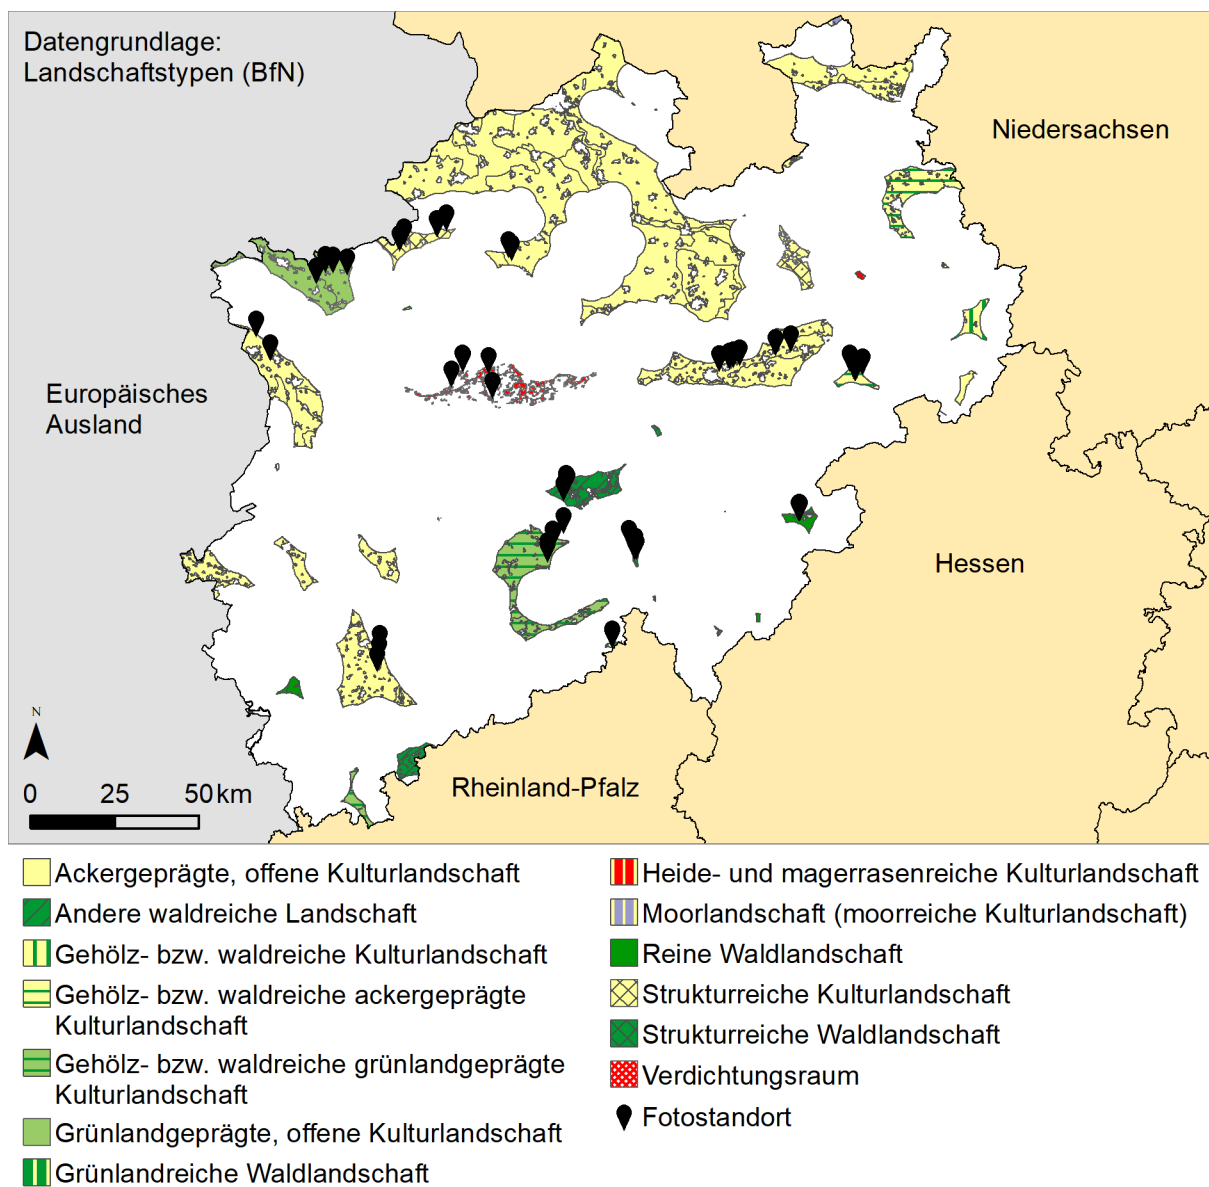 Datengrundlage:
Landschaftstypen (BfN)
Niedersachsen
Europäisches
Ausland
Hessen
Rheinland-Pfalz
N
0 25 50 km
Ackergeprägte, offene Kulturlandschaft
Andere waldreiche Landschaft
Gehölz- bzw. waldreiche Kulturlandschaft
Gehölz- bzw. waldreiche ackergeprägte
Kulturlandschaft
Gehölz- bzw. waldreiche grünlandgeprägte
Kulturlandschaft
Grünlandgeprägte, offene Kulturlandschaft
Grünlandreiche Waldlandschaft
Heide- und magerrasenreiche Kulturlandschaft
Moorlandschaft (moorreiche Kulturlandschaft)
Reine Waldlandschaft
Strukturreiche Kulturlandschaft
Strukturreiche Waldlandschaft
Verdichtungsraum
Fotostandort